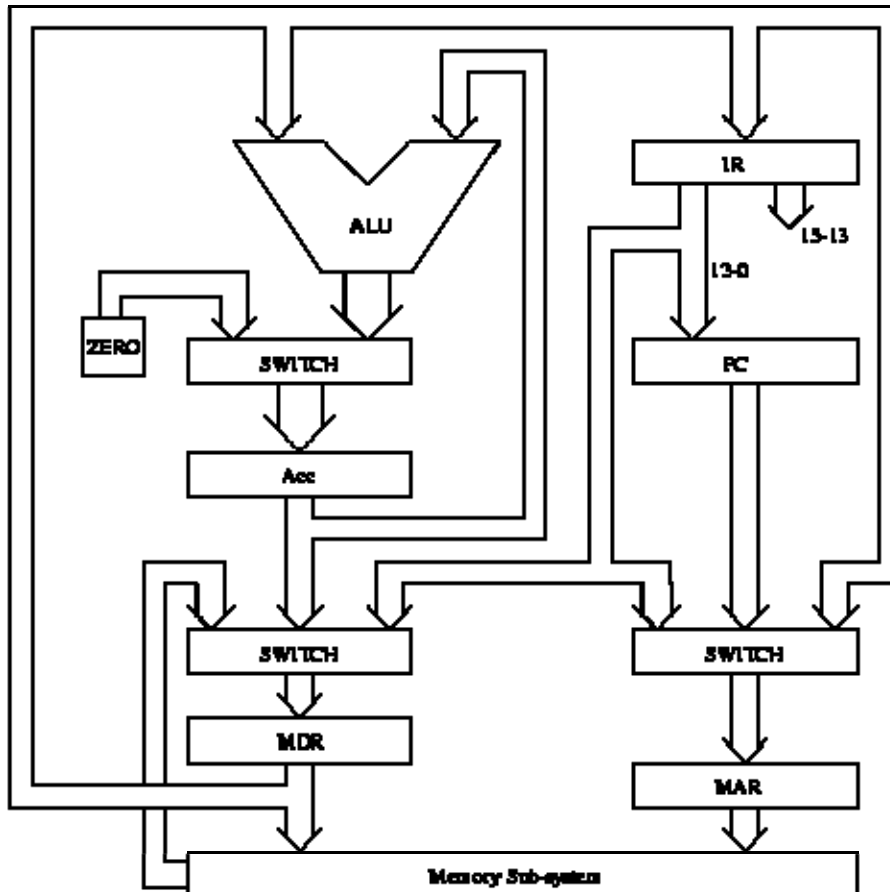 IR
ALU
15-13
12-0
ZERO
SWITCH
PC
Acc
SWITCH
SWITCH
MDR
MAR
Memory Sub-system